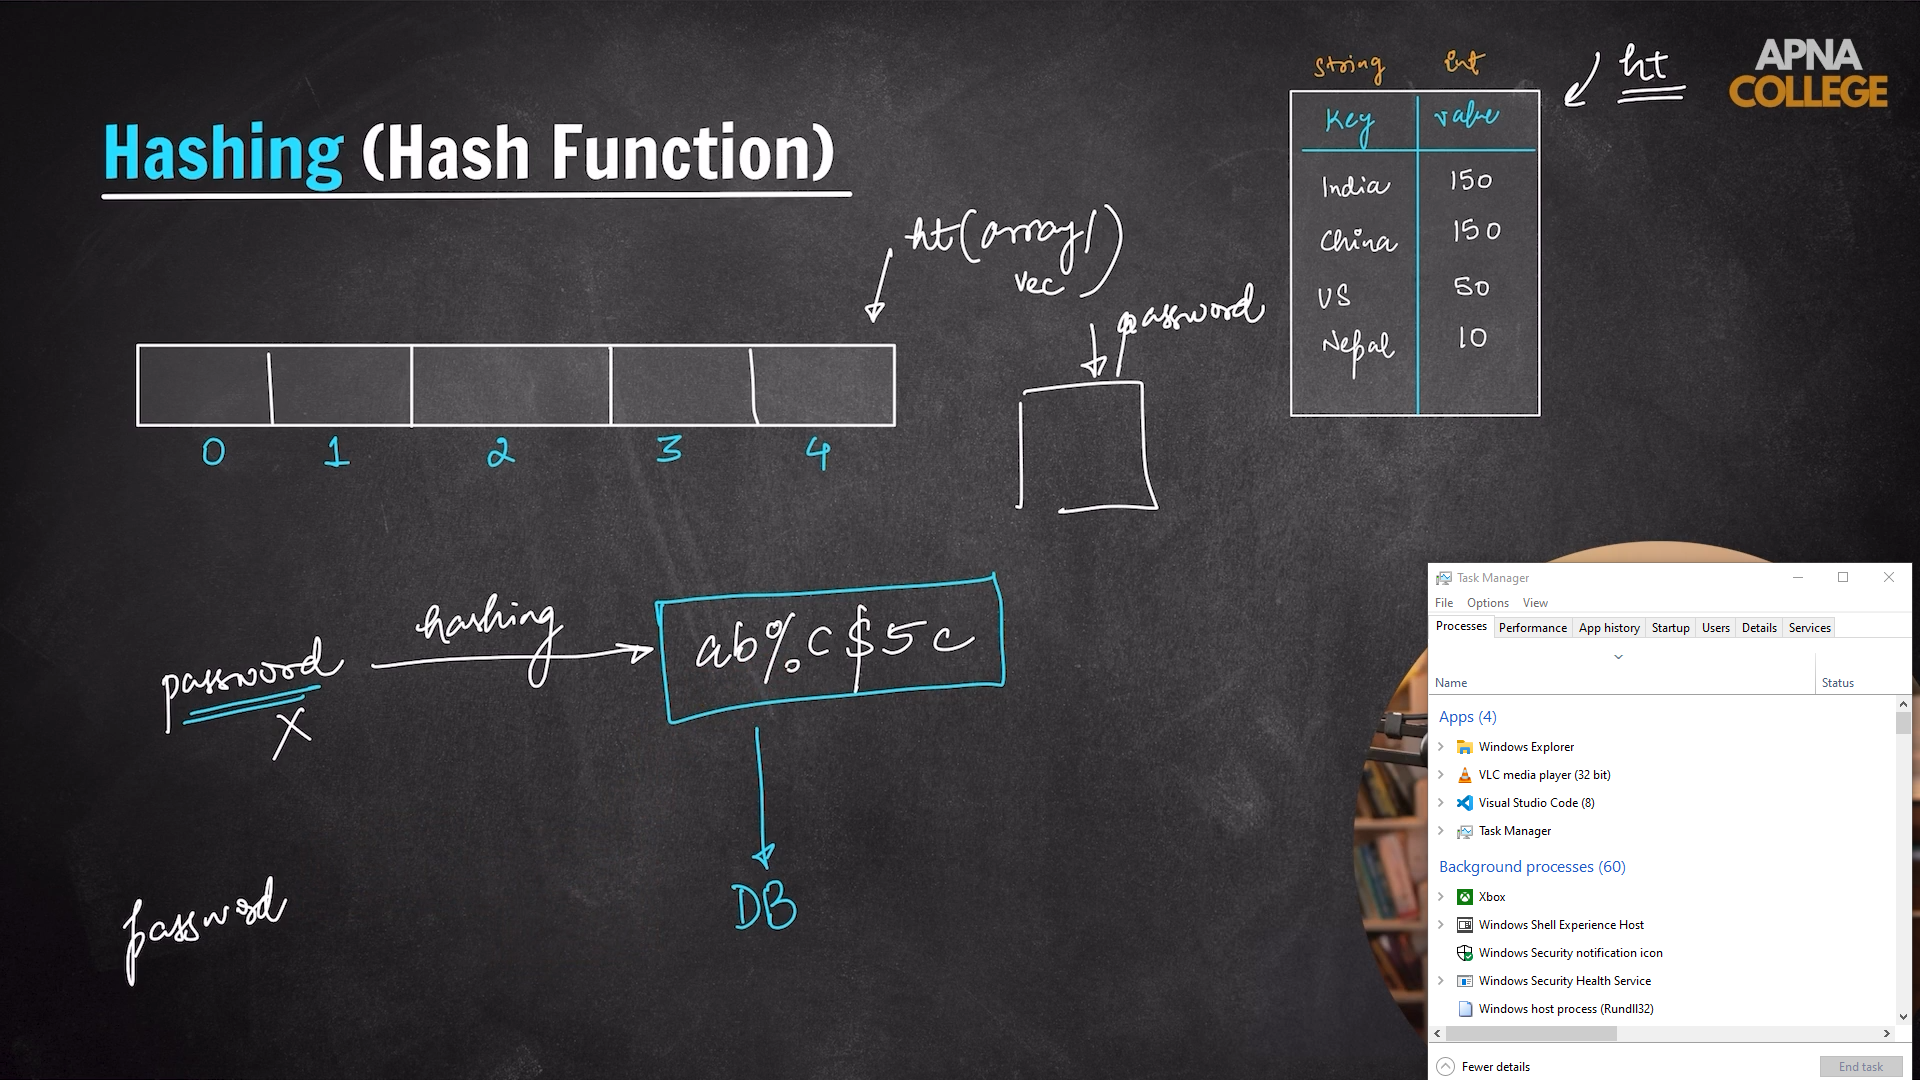 APNA
COLLEGE
string int
ht
Key value
India 150
China 150
US 50
Nepal 10
Hashing (Hash Function)
ht(array/
vec)
password
0 1 2 3 4
password
hashing
ab%c$5c
X
DB
password
Task Manager
File Options View
Processes Performance App history Startup Users Details Services
Name Status
Apps (4)
Windows Explorer
VLC media player (32 bit)
Visual Studio Code (8)
Task Manager
Background processes (60)
Xbox
Windows Shell Experience Host
Windows Security notification icon
Windows Security Health Service
Windows host process (Rundll32)
Fewer details End task